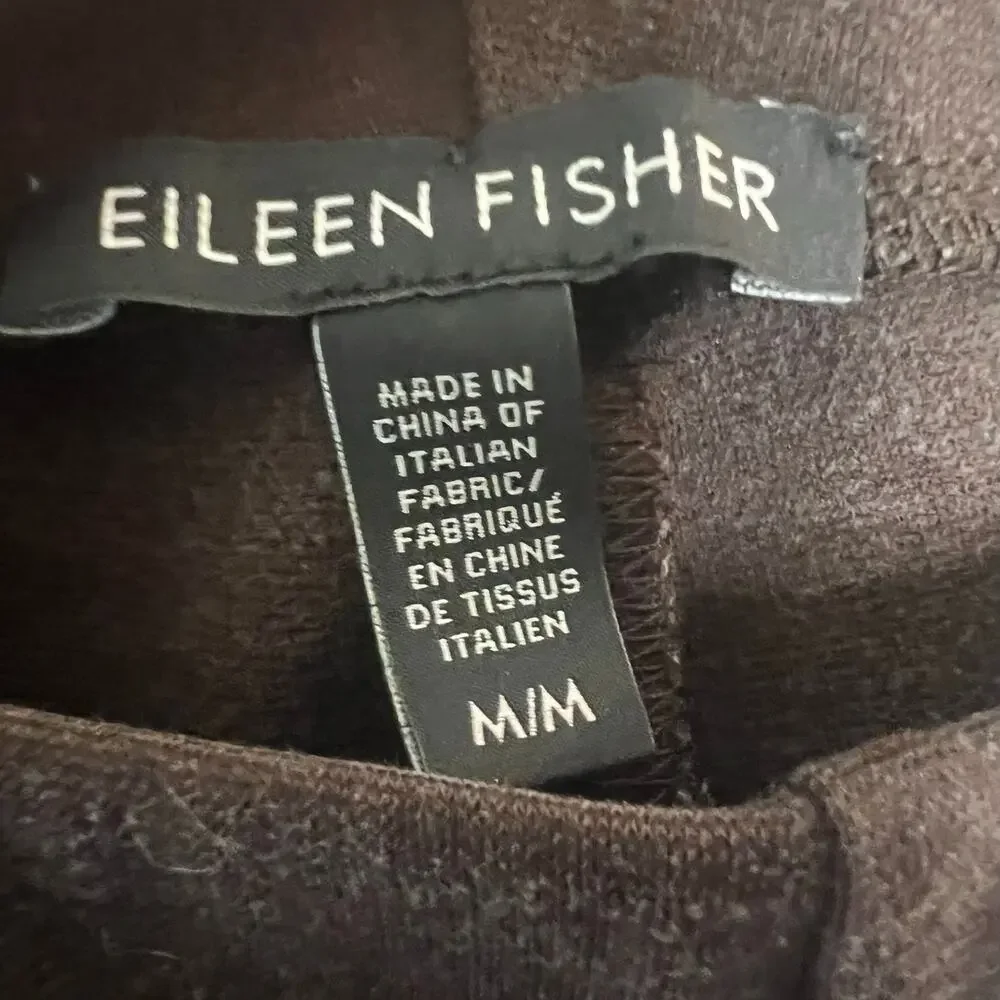 EILEEN FISHER
MADE IN
CHINA OF
ITALIAN
FABRIC/
FABRIQUÉ
EN CHINE
DE TISSUS
ITALIEN
M/M